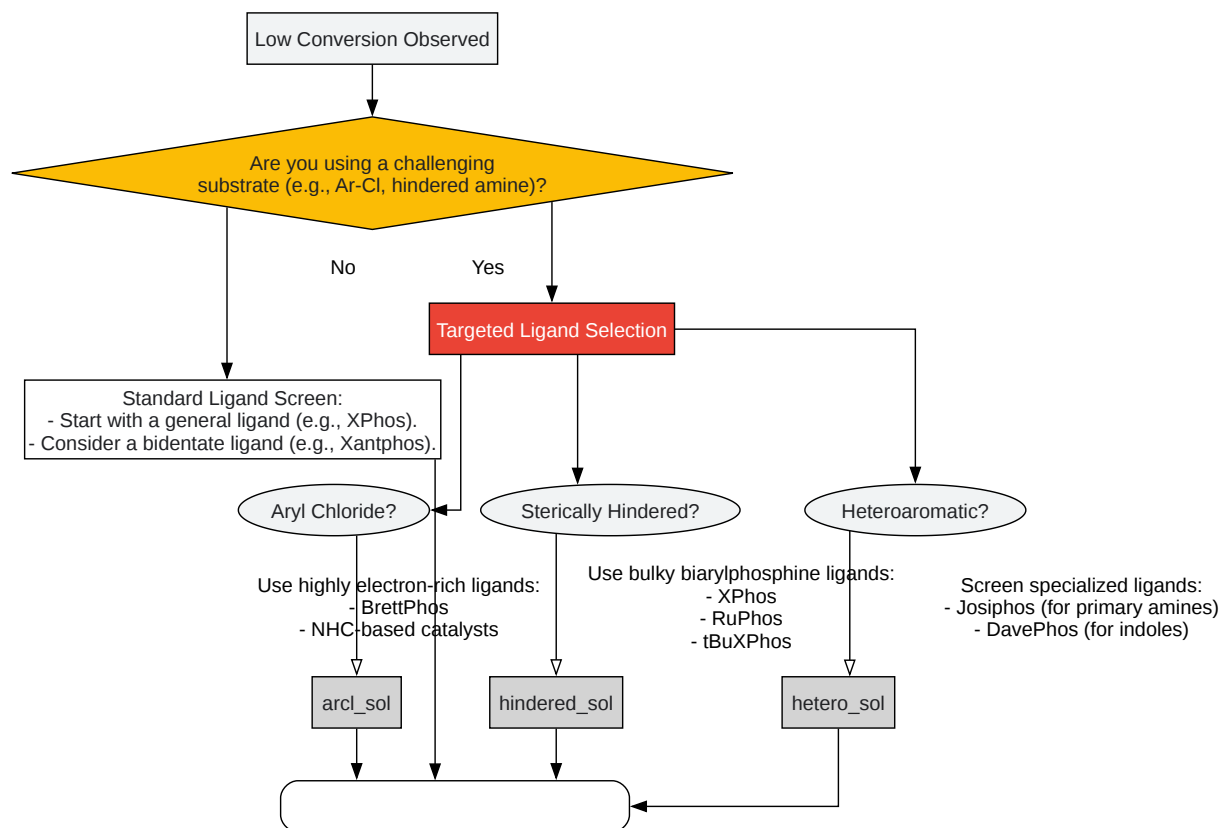 Low Conversion Observed
Are you using a challenging
substrate (e.g., Ar-Cl, hindered amine)?
No
Yes
Targeted Ligand Selection
Standard Ligand Screen:
- Start with a general ligand (e.g., XPhos).
- Consider a bidentate ligand (e.g., Xantphos).
Aryl Chloride?
Sterically Hindered?
Heteroaromatic?
Use highly electron-rich ligands:
- BrettPhos
- NHC-based catalysts
Use bulky biarylphosphine ligands:
- XPhos
- RuPhos
- tBuXPhos
Screen specialized ligands:
- Josiphos (for primary amines)
- DavePhos (for indoles)
arcl_sol
hindered_sol
hetero_sol